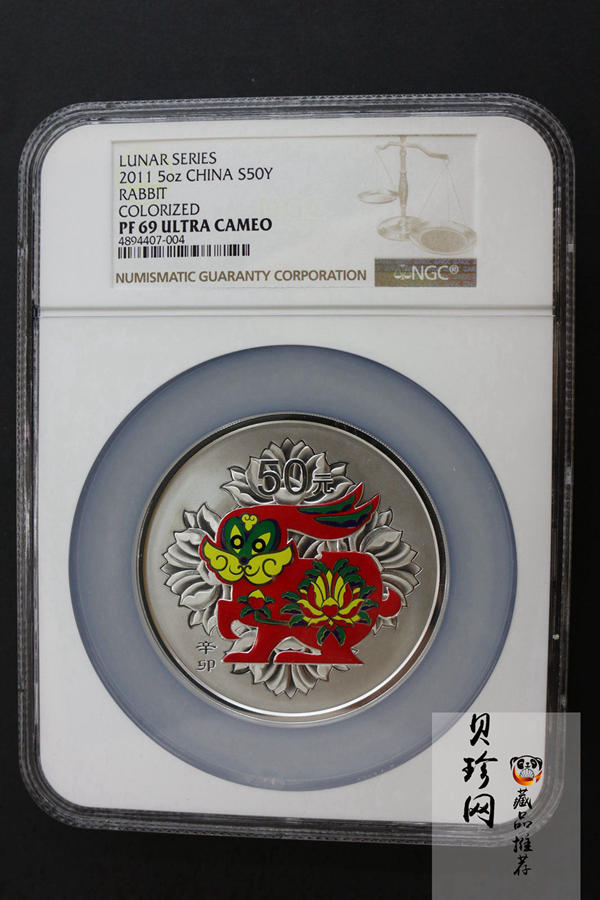 LUNAR SERIES
2011 5oz CHINA S50Y
RABBIT
COLORIZED
PF 69 ULTRA CAMEO
4894407-004
NUMISMATIC GUARANTY CORPORATION
NGC®
50元
辛卯
贝珍网
藏品推荐